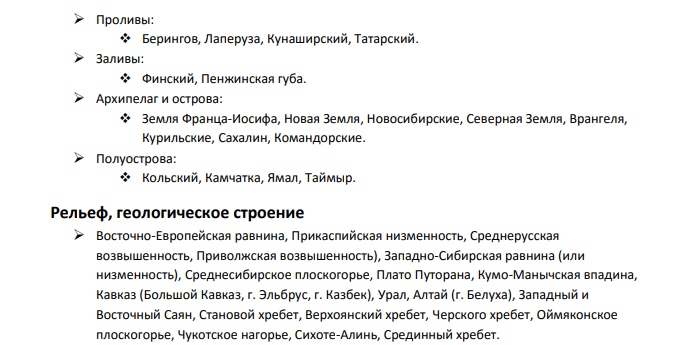 ➢ Проливы:
❖ Берингов, Лаперуза, Кунаширский, Татарский.
➢ Заливы:
❖ Финский, Пенжинская губа.
➢ Архипелаг и острова:
❖ Земля Франца-Иосифа, Новая Земля, Новосибирские, Северная Земля, Врангеля,
Курильские, Сахалин, Командорские.
➢ Полуострова:
❖ Кольский, Камчатка, Ямал, Таймыр.
Рельеф, геологическое строение
➢ Восточно-Европейская равнина, Прикаспийская низменность, Среднерусская
возвышенность, Приволжская возвышенность), Западно-Сибирская равнина (или
низменность), Среднесибирское плоскогорье, Плато Путорана, Кумо-Манычская впадина,
Кавказ (Большой Кавказ, г. Эльбрус, г. Казбек), Урал, Алтай (г. Белуха), Западный и
Восточный Саян, Становой хребет, Верхоянский хребет, Черского хребет, Оймяконское
плоскогорье, Чукотское нагорье, Сихоте-Алинь, Срединный хребет.